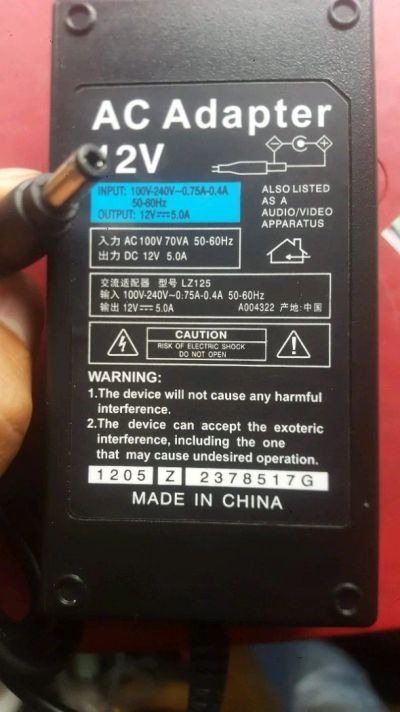 AC Adapter
12V
INPUT: 100V-240V~0.75A-0.4A
50-60Hz
OUTPUT: 12V⎓5.0A
ALSO LISTED
AS A
AUDIO/VIDEO
APPARATUS
入力 AC100V 70VA 50-60Hz
出力 DC 12V 5.0A
交流适配器 型号 LZ125
输入 100V-240V~0.75A-0.4A 50-60Hz
输出 12V⎓5.0A A004322 产地:中国
CAUTION
RISK OF ELECTRIC SHOCK
DO NOT OPEN
WARNING:
1.The device will not cause any harmful
interference.
2.The device can accept the exoteric
interference, including the one
that may cause undesired operation.
1205 Z 2378517G
MADE IN CHINA